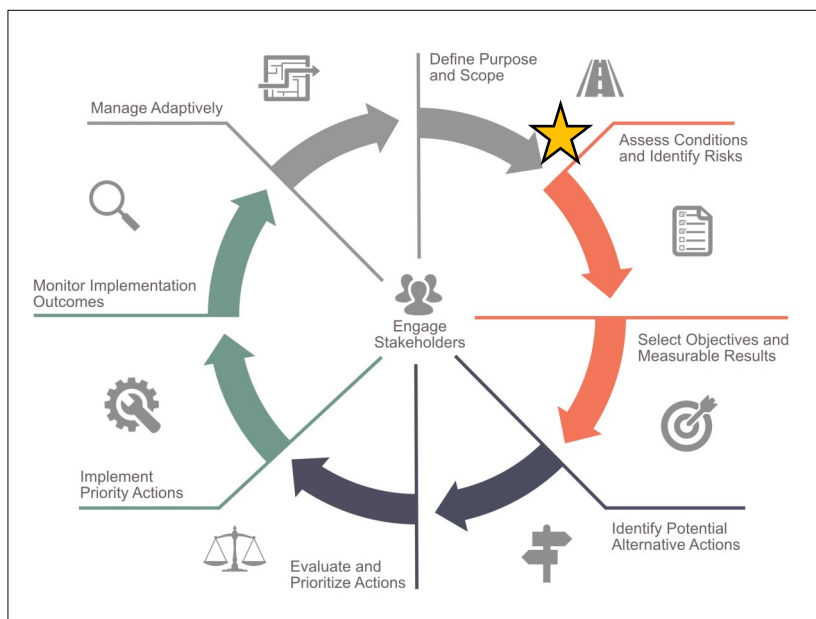 Define Purpose
and Scope
Assess Conditions
and Identify Risks
Select Objectives and
Measurable Results
Identify Potential
Alternative Actions
Evaluate and
Prioritize Actions
Implement
Priority Actions
Monitor Implementation
Outcomes
Manage Adaptively
Engage
Stakeholders